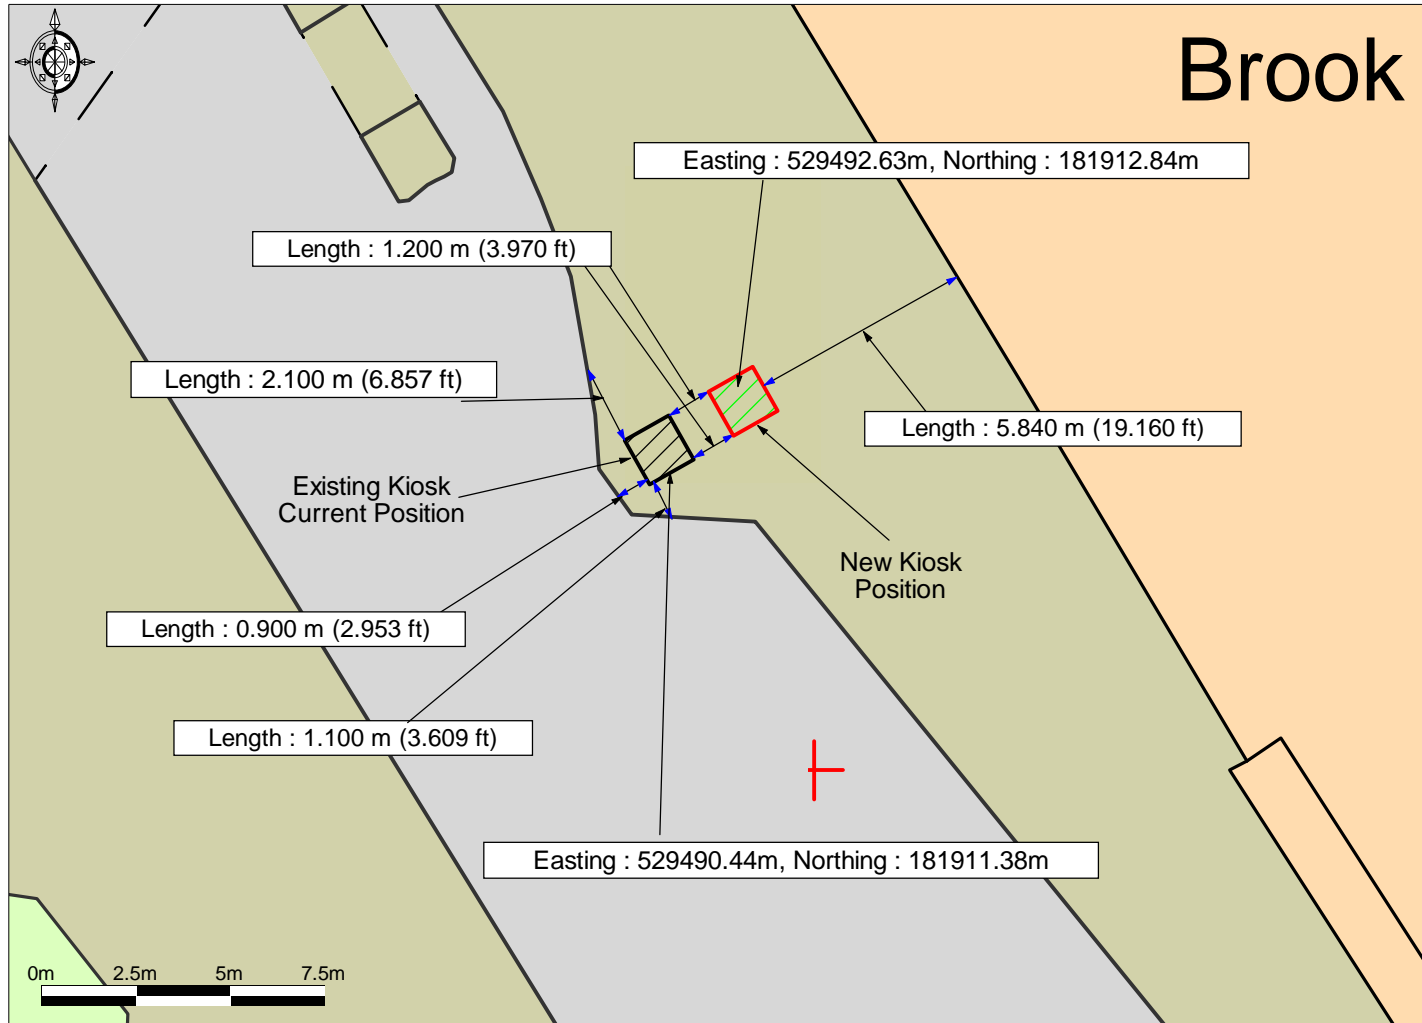 Brook
Easting : 529492.63m, Northing : 181912.84m
Length : 1.200 m (3.970 ft)
Length : 2.100 m (6.857 ft)
Length : 5.840 m (19.160 ft)
Existing Kiosk
Current Position
New Kiosk
Position
Length : 0.900 m (2.953 ft)
Length : 1.100 m (3.609 ft)
Easting : 529490.44m, Northing : 181911.38m
0m 2.5m 5m 7.5m